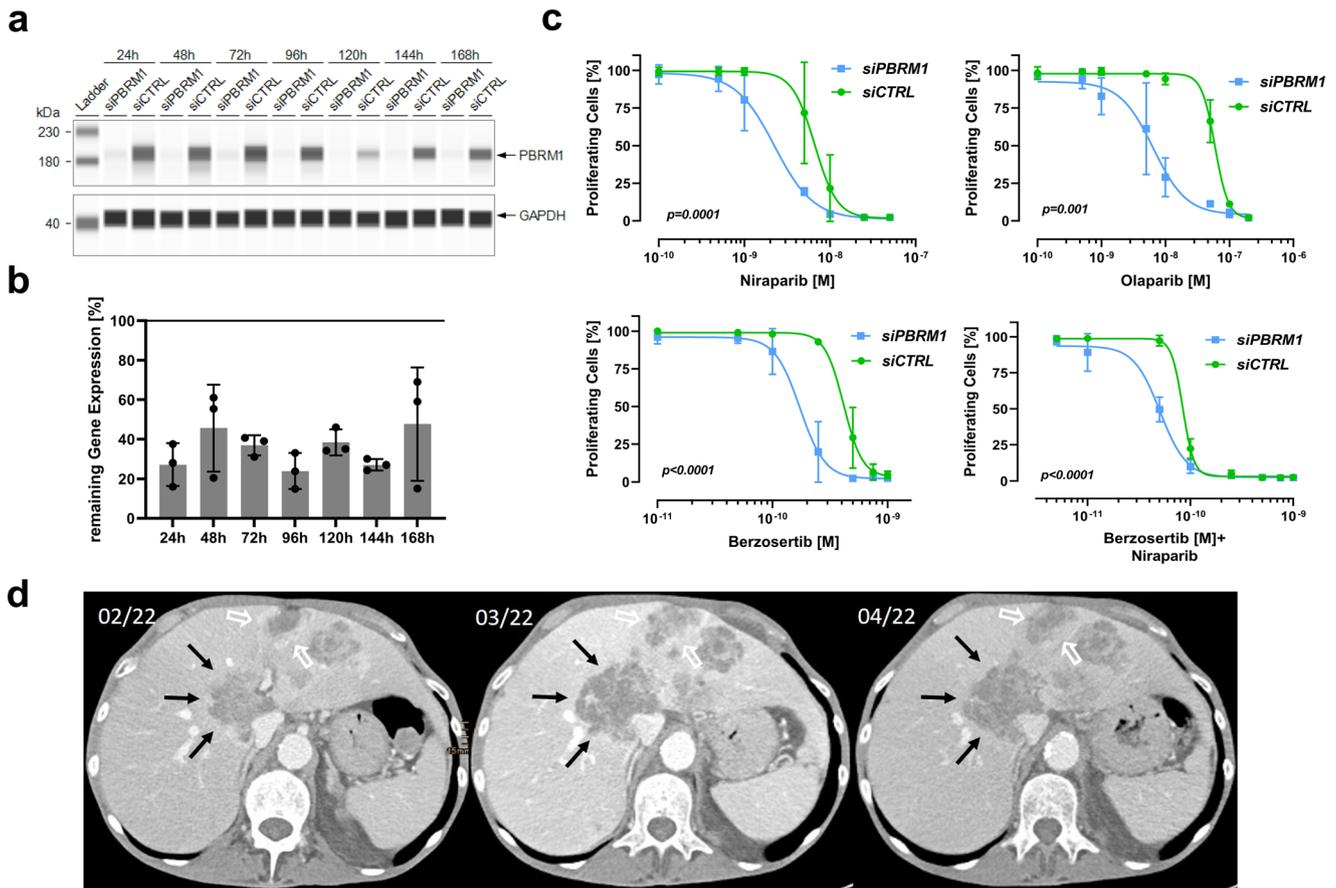 a
24h 48h 72h 96h 120h 144h 168h
Ladder siPBRM1 siCTRL siPBRM1 siCTRL siPBRM1 siCTRL siPBRM1 siCTRL siPBRM1 siCTRL siPBRM1 siCTRL siPBRM1 siCTRL
kDa
230
180
PBRM1
40
GAPDH
b
remaining Gene Expression [%]
100
80
60
40
20
0
24h 48h 72h 96h 120h 144h 168h
c
Proliferating Cells [%]
100
75
50
25
0
siPBRM1
siCTRL
p=0.0001
10-10 10-9 10-8 10-7
Niraparib [M]
Proliferating Cells [%]
100
75
50
25
0
siPBRM1
siCTRL
p=0.001
10-10 10-9 10-8 10-7 10-6
Olaparib [M]
Proliferating Cells [%]
100
75
50
25
0
siPBRM1
siCTRL
p<0.0001
10-11 10-10 10-9
Berzosertib [M]
Proliferating Cells [%]
100
75
50
25
0
siPBRM1
siCTRL
p<0.0001
10-11 10-10 10-9
Berzosertib [M]+
Niraparib
d
02/22 03/22 04/22